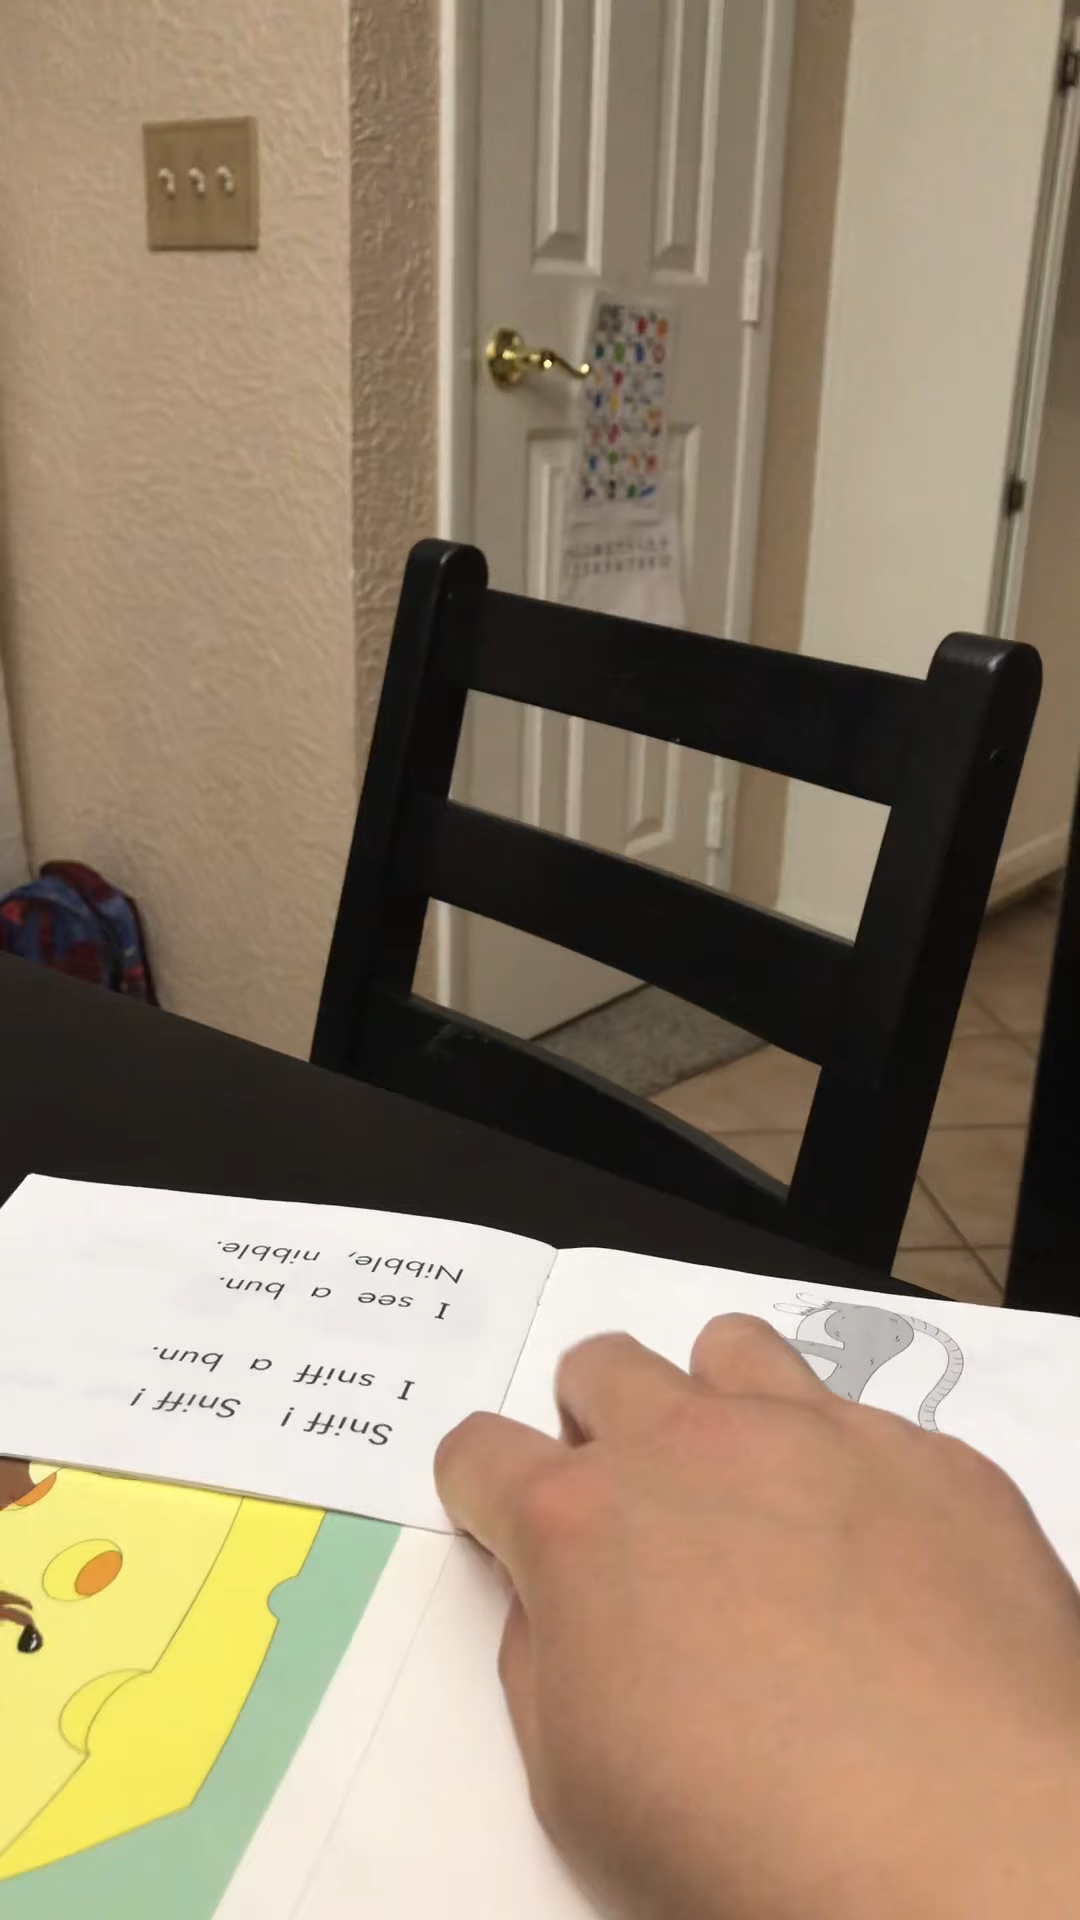 Sniff! Sniff!
I sniff a bun.
I see a bun.
Nibble, nibble.